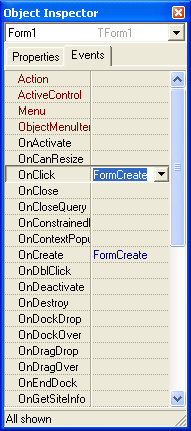 Object Inspector
Form1 TForm1
Properties Events
Action
ActiveControl
Menu
ObjectMenuIter
OnActivate
OnCanResize
OnClick FormCreate
OnClose
OnCloseQuery
OnConstrainedl
OnContextPopu
OnCreate FormCreate
OnDblClick
OnDeactivate
OnDestroy
OnDockDrop
OnDockOver
OnDragDrop
OnDragOver
OnEndDock
OnGetSiteInfo
All shown